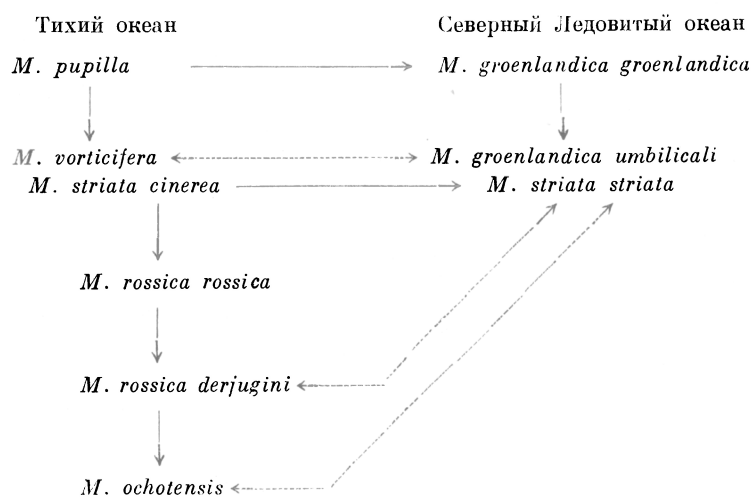 Тихий океан Северный Ледовитый океан
M. pupilla M. groenlandica groenlandica
M. vorticifera M. groenlandica umbilicali
M. striata cinerea M. striata striata
M. rossica rossica
M. rossica derjugini
M. ochotensis